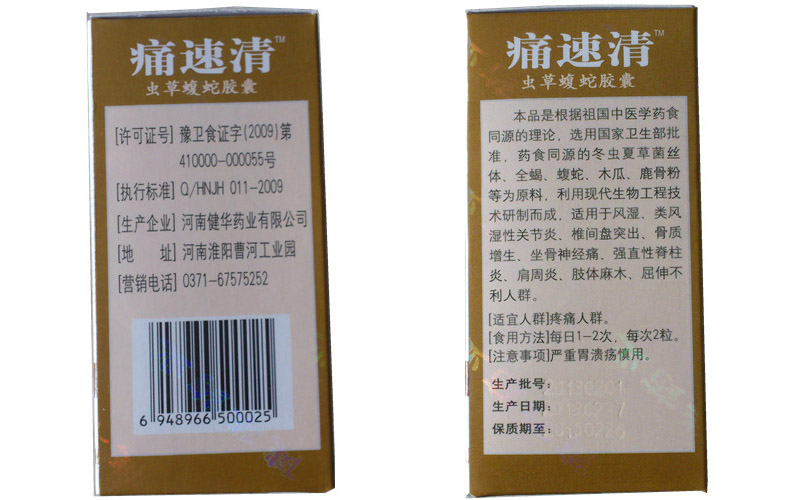 痛速清™
虫草蝮蛇胶囊
[许可证号] 豫卫食证字(2009)第
410000-000055号
[执行标准] Q/HNJH 011-2009
[生产企业] 河南健华药业有限公司
[地 址] 河南淮阳曹河工业园
[营销电话] 0371-67575252
6 948966 500025
痛速清™
虫草蝮蛇胶囊
本品是根据祖国中医学药食
同源的理论，选用国家卫生部批
准，药食同源的冬虫夏草菌丝
体、全蝎、蝮蛇、木瓜、鹿骨粉
等为原料，利用现代生物工程技
术研制而成，适用于风湿、类风
湿性关节炎、椎间盘突出、骨质
增生、坐骨神经痛、强直性脊柱
炎、肩周炎、肢体麻木、屈伸不
利人群。
[适宜人群]疼痛人群。
[食用方法]每日1-2次，每次2粒。
[注意事项]严重胃溃疡慎用。
生产批号：
生产日期：
保质期至：